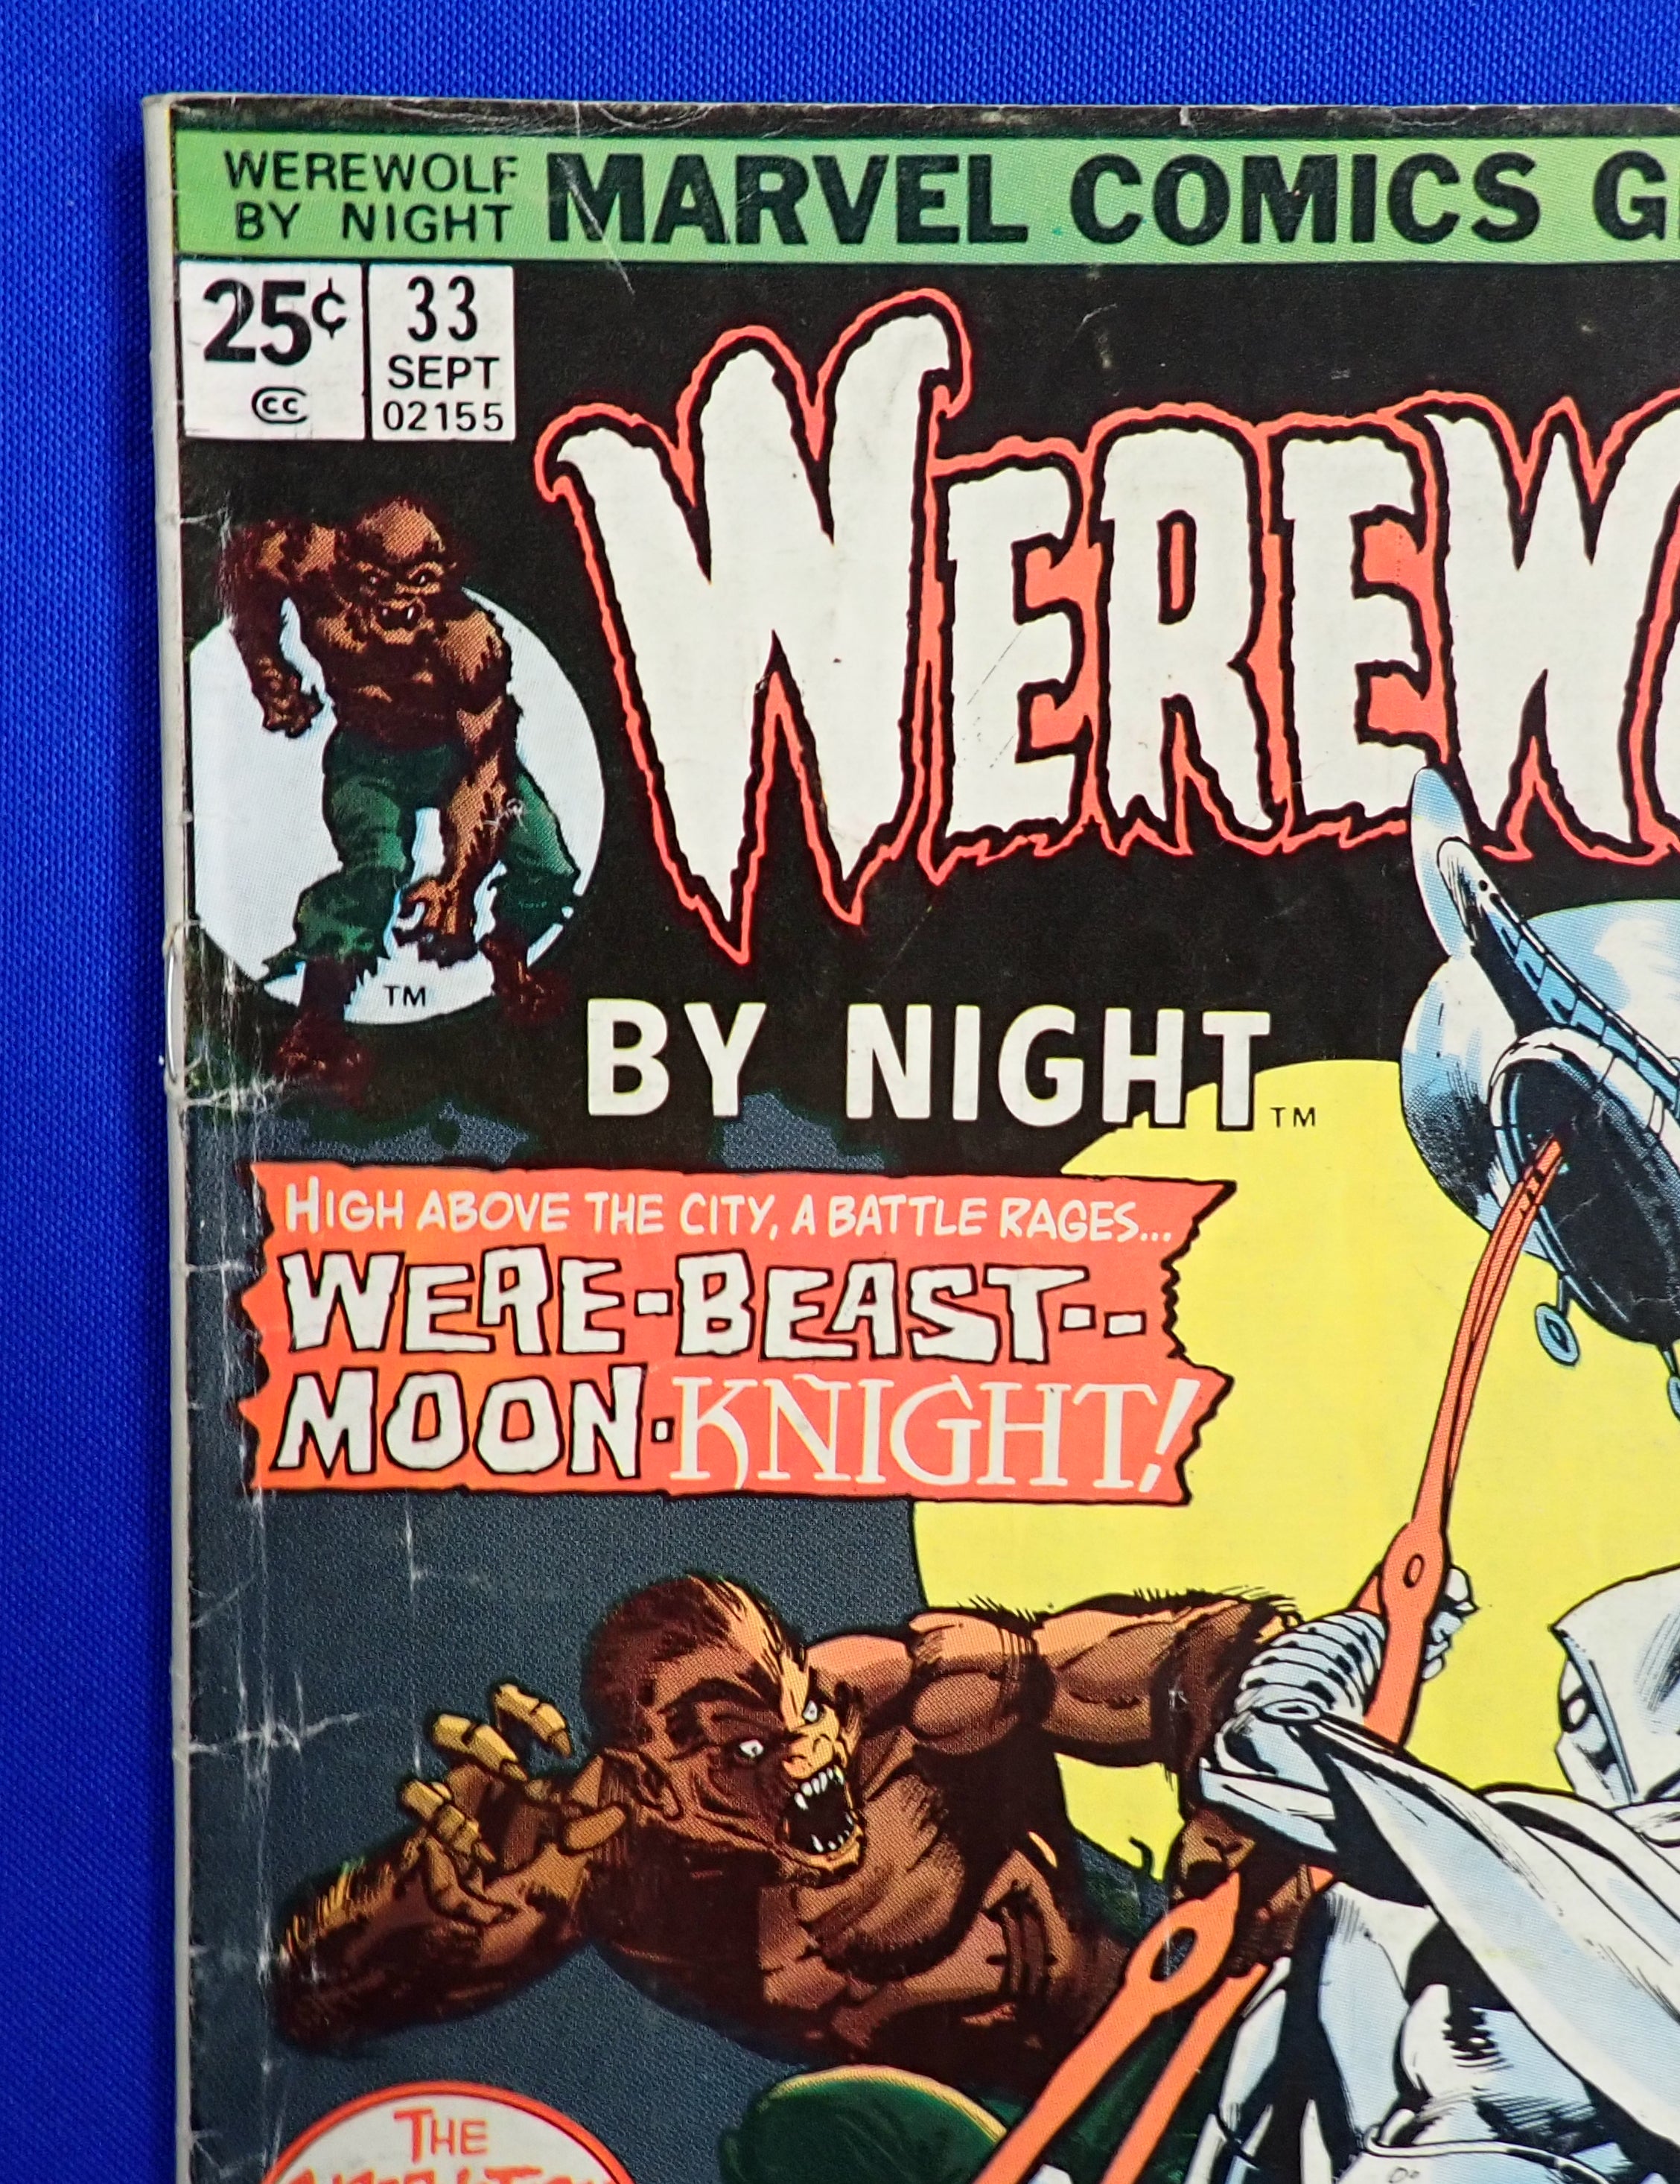 WEREWOLF
BY NIGHT
MARVEL COMICS G
25¢
CC
33
SEPT
02155
WEREW
TM
BY NIGHT TM
HIGH ABOVE THE CITY, A BATTLE RAGES...
WERE-BEAST--
MOON-KNIGHT!
THE